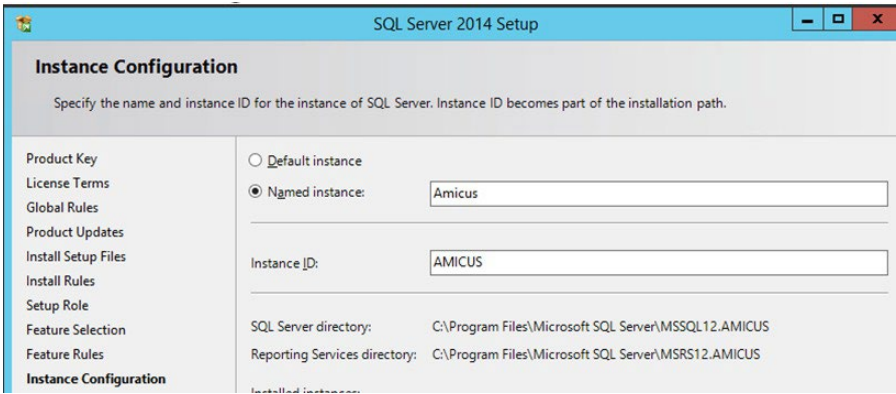 SQL Server 2014 Setup
Instance Configuration
Specify the name and instance ID for the instance of SQL Server. Instance ID becomes part of the installation path.
Product Key
License Terms
Global Rules
Product Updates
Install Setup Files
Install Rules
Setup Role
Feature Selection
Feature Rules
Instance Configuration
Default instance
Named instance: Amicus
Instance ID: AMICUS
SQL Server directory: C:\Program Files\Microsoft SQL Server\MSSQL12.AMICUS
Reporting Services directory: C:\Program Files\Microsoft SQL Server\MSRS12.AMICUS
Installed instances: